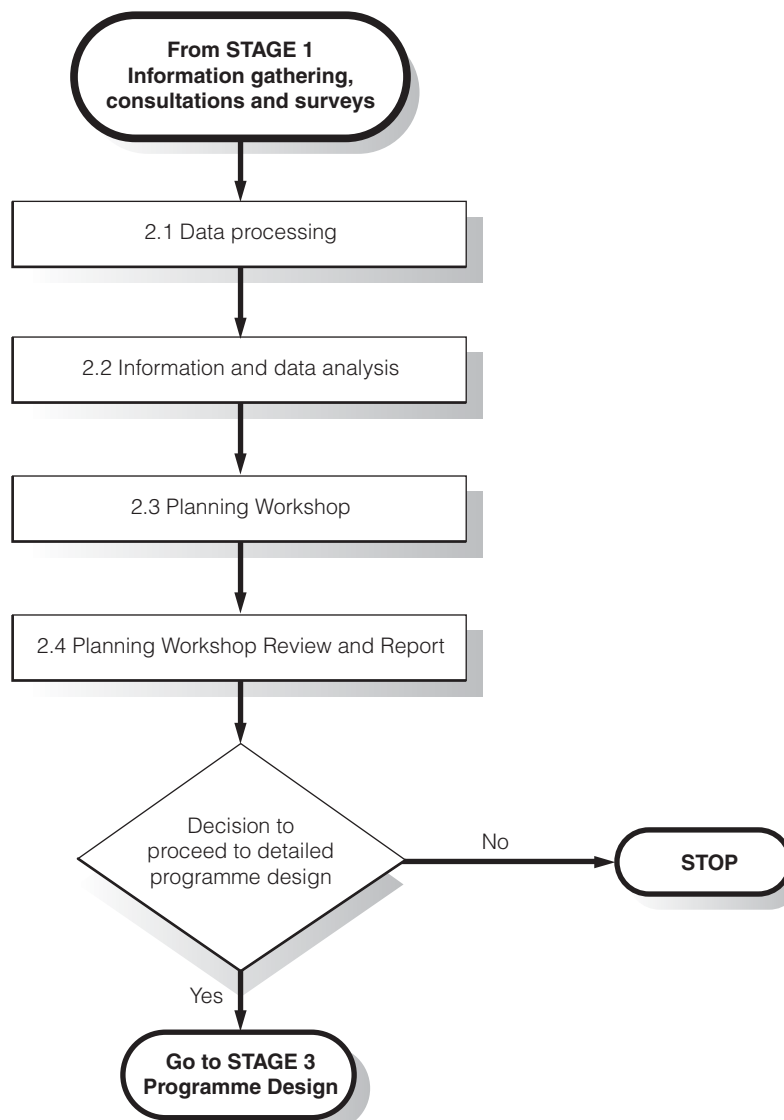 From STAGE 1
Information gathering,
consultations and surveys
2.1 Data processing
2.2 Information and data analysis
2.3 Planning Workshop
2.4 Planning Workshop Review and Report
Decision to
proceed to detailed
programme design
No
STOP
Yes
Go to STAGE 3
Programme Design